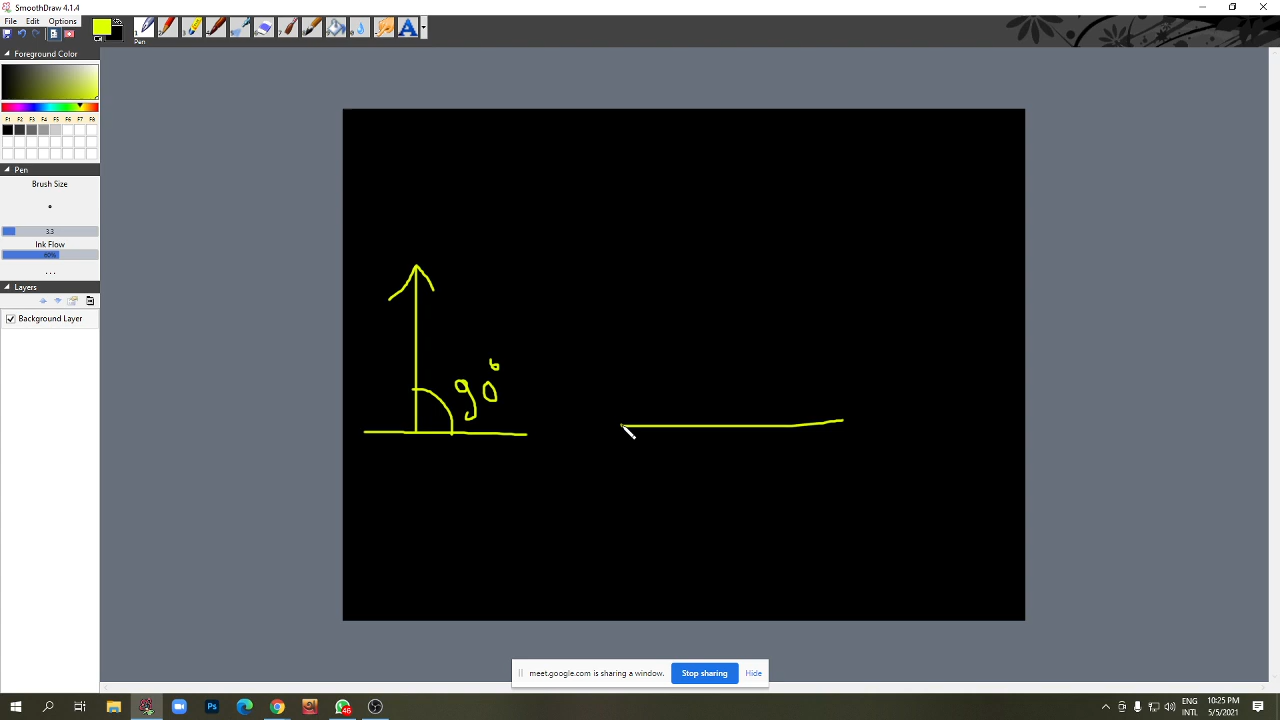 SmoothDraw 4.1.4
File Edit Options
Pen
Foreground Color
F1 F2 F3 F4 F5 F6 F7 F8
Pen
Brush Size
3.3
Ink Flow
60%
...
Layers
Background Layer
90°
meet.google.com is sharing a window. Stop sharing Hide
46
ENG
INTL
10:25 PM
5/5/2021